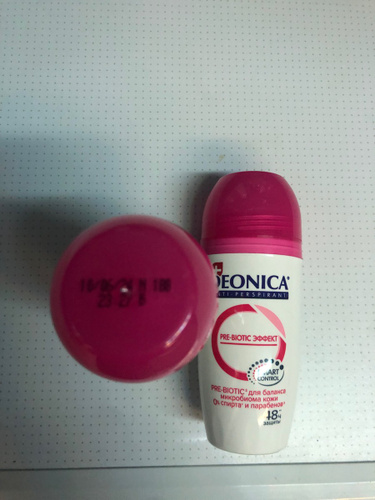 DEONICA
ANTI PERSPIRANT
PRE-BIOTIC ЭФФЕКТ
SMART
CONTROL
PRE-BIOTIC* для баланса
микробиома кожи
0% спирта* и парабенов*
48ч
защиты